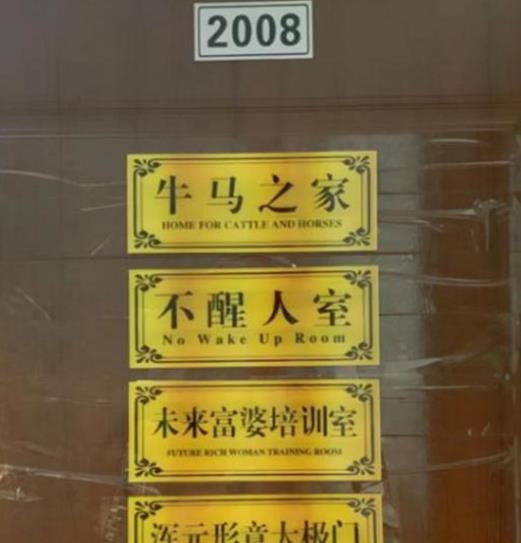 2008
牛马之家
HOME FOR CATTLE AND HORSES
不醒人室
No Wake Up Room
未来富婆培训室
FUTURE RICH WOMAN TRAINING ROOM
浑元形意太极门